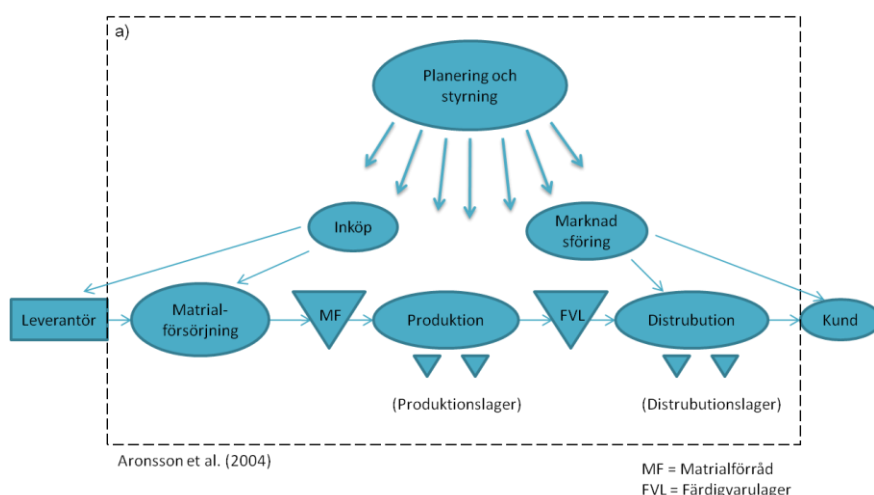 a)
Planering och
styrning
Inköp
Marknad
sföring
Leverantör
Matrial-
försörjning
MF
Produktion
FVL
Distrubution
Kund
(Produktionslager)
(Distrubutionslager)
Aronsson et al. (2004)
MF = Matrialförråd
FVL = Färdigvarulager